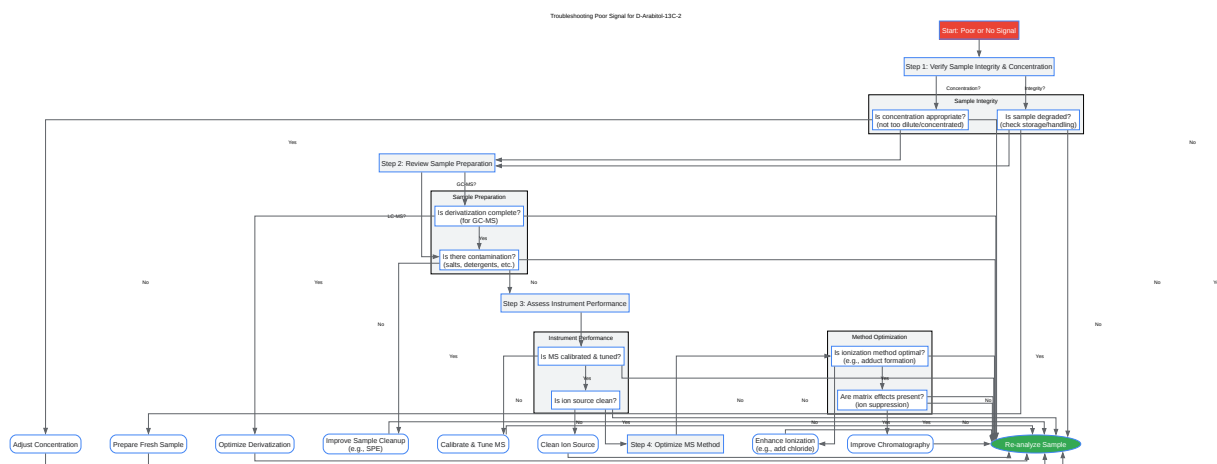 Troubleshooting Poor Signal for D-Arabitol-13C-2
Start: Poor or No Signal
Step 1: Verify Sample Integrity & Concentration
Concentration?
Integrity?
Sample Integrity
Is concentration appropriate?
(not too dilute/concentrated)
Is sample degraded?
(check storage/handling)
Yes
No
Step 2: Review Sample Preparation
GC-MS?
Sample Preparation
Is derivatization complete?
(for GC-MS)
LC-MS?
Yes
Is there contamination?
(salts, detergents, etc.)
No
Yes
No
No
Step 3: Assess Instrument Performance
No
No
Instrument Performance
Method Optimization
Is MS calibrated & tuned?
Is ionization method optimal?
(e.g., adduct formation)
Yes
Yes
Yes
Yes
Is ion source clean?
Are matrix effects present?
(ion suppression)
No
No
No
No
No
Yes
Yes
No
Adjust Concentration
Prepare Fresh Sample
Optimize Derivatization
Improve Sample Cleanup
(e.g., SPE)
Calibrate & Tune MS
Clean Ion Source
Step 4: Optimize MS Method
Enhance Ionization
(e.g., add chloride)
Improve Chromatography
Re-analyze Sample